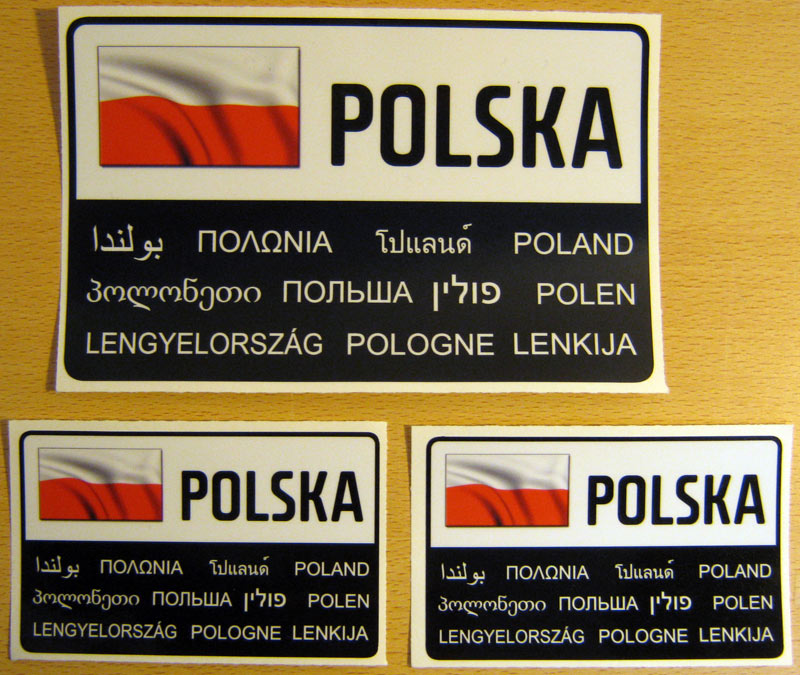 POLSKA
بولندا ΠΟΛΩΝΙΑ โปแลนด์ POLAND
პოლონეთი ПОЛЬША פולין POLEN
LENGYELORSZÁG POLOGNE LENKIJA
POLSKA
بولندا ΠΟΛΩΝΙΑ โปแลนด์ POLAND
პოლონეთი ПОЛЬША פולין POLEN
LENGYELORSZÁG POLOGNE LENKIJA
POLSKA
بولندا ΠΟΛΩΝΙΑ โปแลนด์ POLAND
პოლონეთი ПОЛЬША פולין POLEN
LENGYELORSZÁG POLOGNE LENKIJA